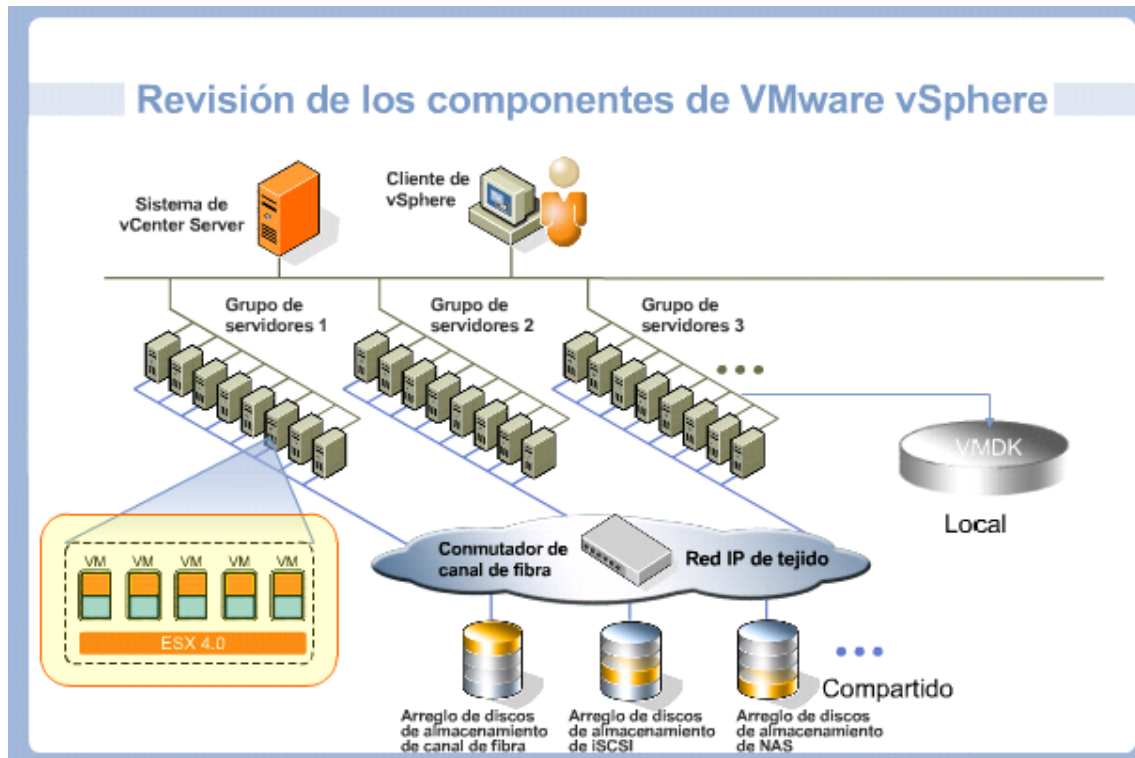 Revisión de los componentes de VMware vSphere
Sistema de
vCenter Server
Cliente de
vSphere
Grupo de
servidores 1
Grupo de
servidores 2
Grupo de
servidores 3
VMDK
Local
VM VM VM VM VM
ESX 4.0
Conmutador de
canal de fibra
Red IP de tejido
Compartido
Arreglo de discos
de almacenamiento
de canal de fibra
Arreglo de discos
de almacenamiento
de iSCSI
Arreglo de discos
de almacenamiento
de NAS